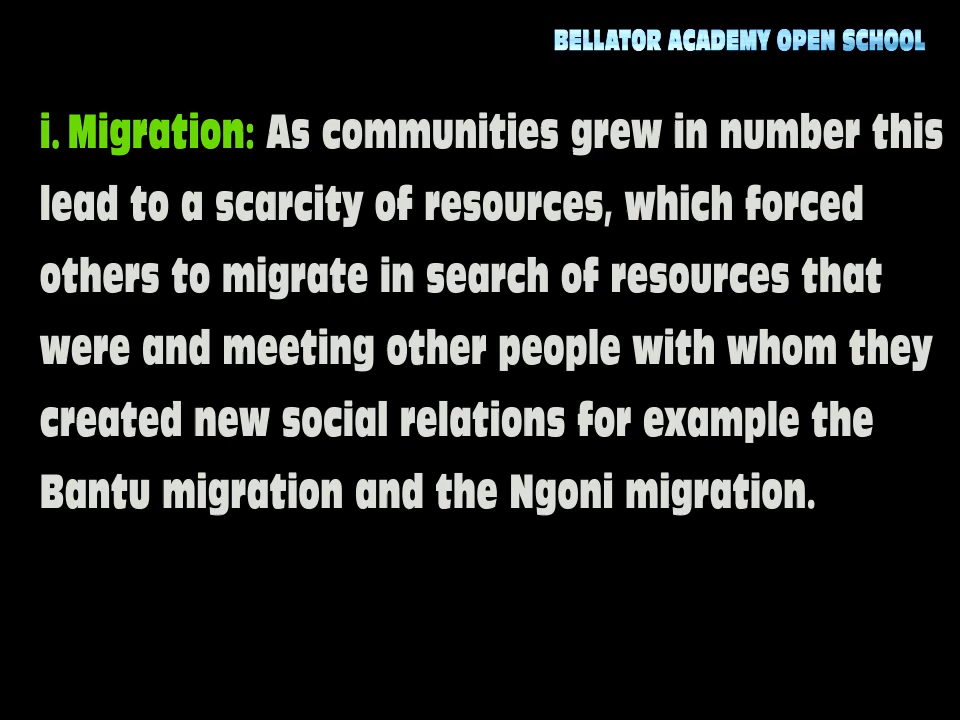 BELLATOR ACADEMY OPEN SCHOOL
i. Migration: As communities grew in number this
lead to a scarcity of resources, which forced
others to migrate in search of resources that
were and meeting other people with whom they
created new social relations for example the
Bantu migration and the Ngoni migration.